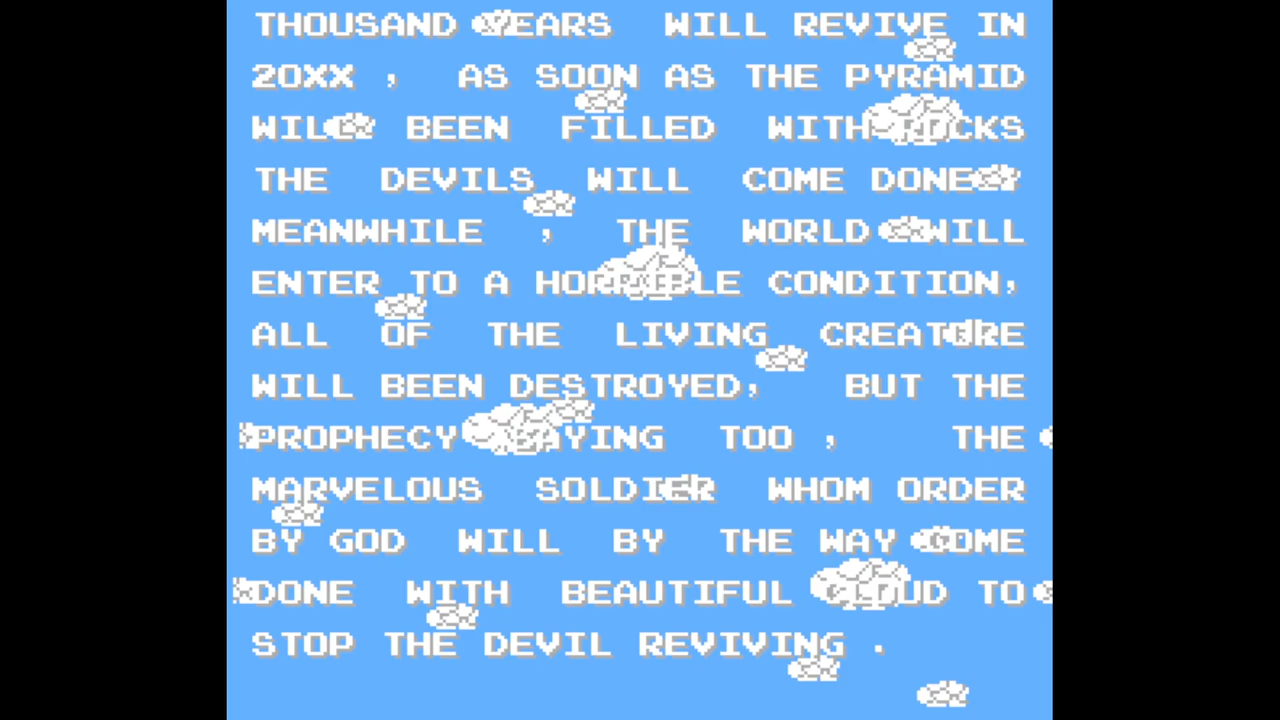 THOUSAND YEARS WILL REVIVE IN
20XX , AS SOON AS THE PYRAMID
WILL BEEN FILLED WITH ROCKS
THE DEVILS WILL COME DONE,
MEANWHILE , THE WORLD WILL
ENTER TO A HORRIBLE CONDITION,
ALL OF THE LIVING CREATORE
WILL BEEN DESTROYED, BUT THE
PROPHECY SAYING TOO , THE
MARVELOUS SOLDIER WHOM ORDER
BY GOD WILL BY THE WAY COME
DONE WITH BEAUTIFUL CLOUD TO
STOP THE DEVIL REVIVING .